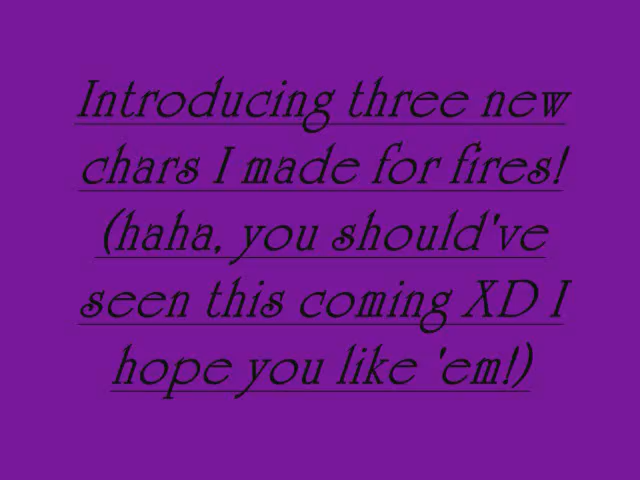 Introducing three new
chars I made for fires!
(haha, you should've
seen this coming XD I
hope you like 'em!)